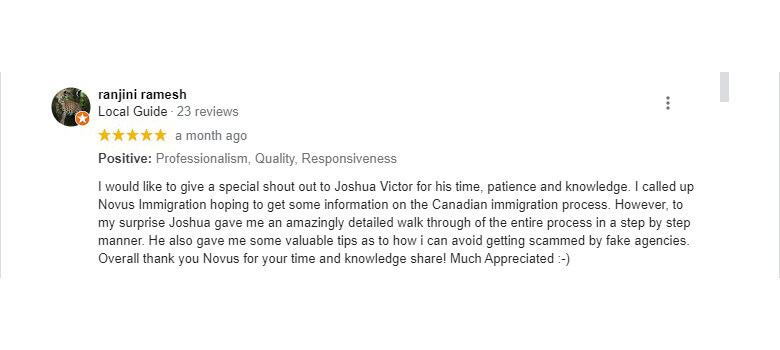 ranjini ramesh
Local Guide · 23 reviews
a month ago
Positive: Professionalism, Quality, Responsiveness
I would like to give a special shout out to Joshua Victor for his time, patience and knowledge. I called up
Novus Immigration hoping to get some information on the Canadian immigration process. However, to
my surprise Joshua gave me an amazingly detailed walk through of the entire process in a step by step
manner. He also gave me some valuable tips as to how i can avoid getting scammed by fake agencies.
Overall thank you Novus for your time and knowledge share! Much Appreciated :-)